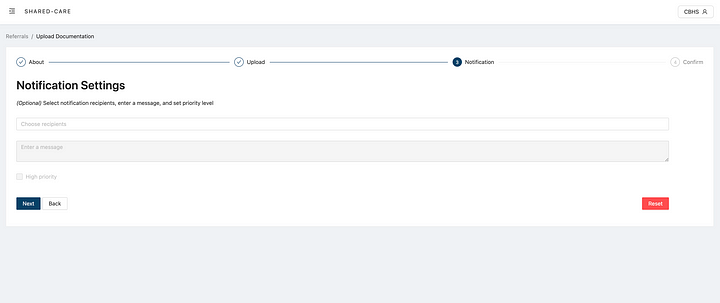 SHARED-CARE
CBHS
Referrals / Upload Documentation
About
Upload
3 Notification
4 Confirm
Notification Settings
(Optional) Select notification recipients, enter a message, and set priority level
Choose recipients
Enter a message
High priority
Next
Back
Reset